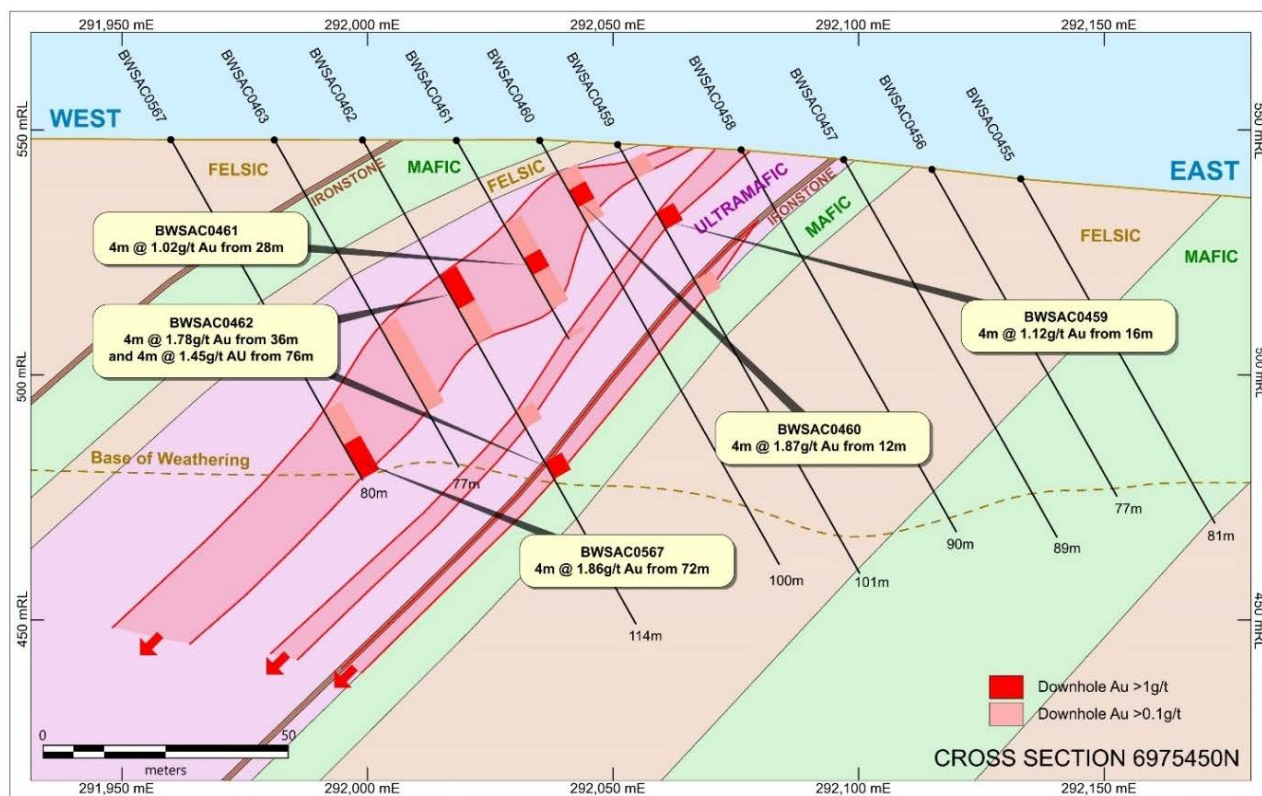 291,950 mE
292,000 mE
292,050 mE
292,100 mE
292,150 mE
550 mRL
550 mRL
WEST
EAST
BWSAC0567
BWSAC0463
BWSAC0462
BWSAC0461
BWSAC0460
BWSAC0459
BWSAC0458
BWSAC0457
BWSAC0456
BWSAC0455
FELSIC
IRONSTONE
MAFIC
FELSIC
ULTRAMAFIC
IRONSTONE
MAFIC
FELSIC
MAFIC
BWSAC0461
4m @ 1.02g/t Au from 28m
BWSAC0462
4m @ 1.78g/t Au from 36m
and 4m @ 1.45g/t AU from 76m
BWSAC0459
4m @ 1.12g/t Au from 16m
500 mRL
500 mRL
BWSAC0460
4m @ 1.87g/t Au from 12m
Base of Weathering
80m
77m
BWSAC0567
4m @ 1.86g/t Au from 72m
114m
100m
101m
90m
89m
77m
81m
450 mRL
450 mRL
Downhole Au >1g/t
Downhole Au >0.1g/t
0
50
meters
CROSS SECTION 6975450N
291,950 mE
292,000 mE
292,050 mE
292,100 mE
292,150 mE